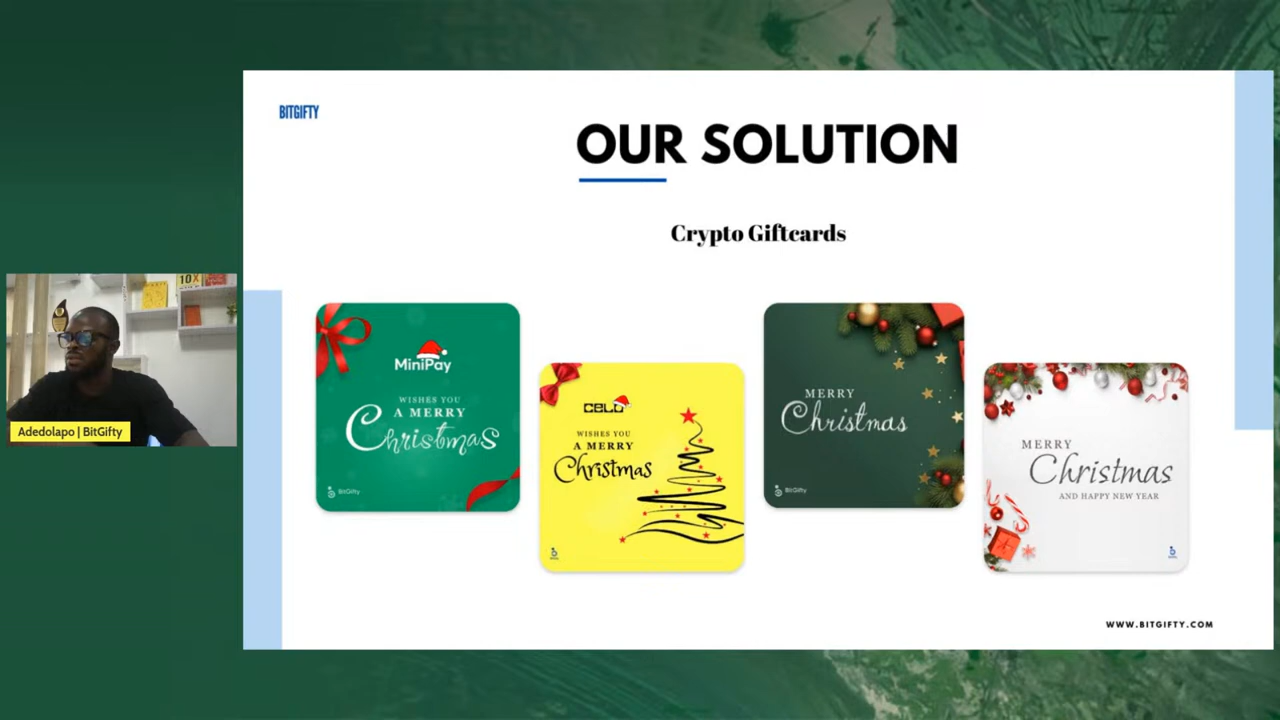 BITGIFTY
OUR SOLUTION
Crypto Giftcards
10X
Adedolapo | BitGifty
MiniPay
WISHES YOU
A MERRY
Christmas
BitGifty
CELO
WISHES YOU
A MERRY
Christmas
MERRY
Christmas
BitGifty
MERRY
Christmas
AND HAPPY NEW YEAR
WWW.BITGIFTY.COM